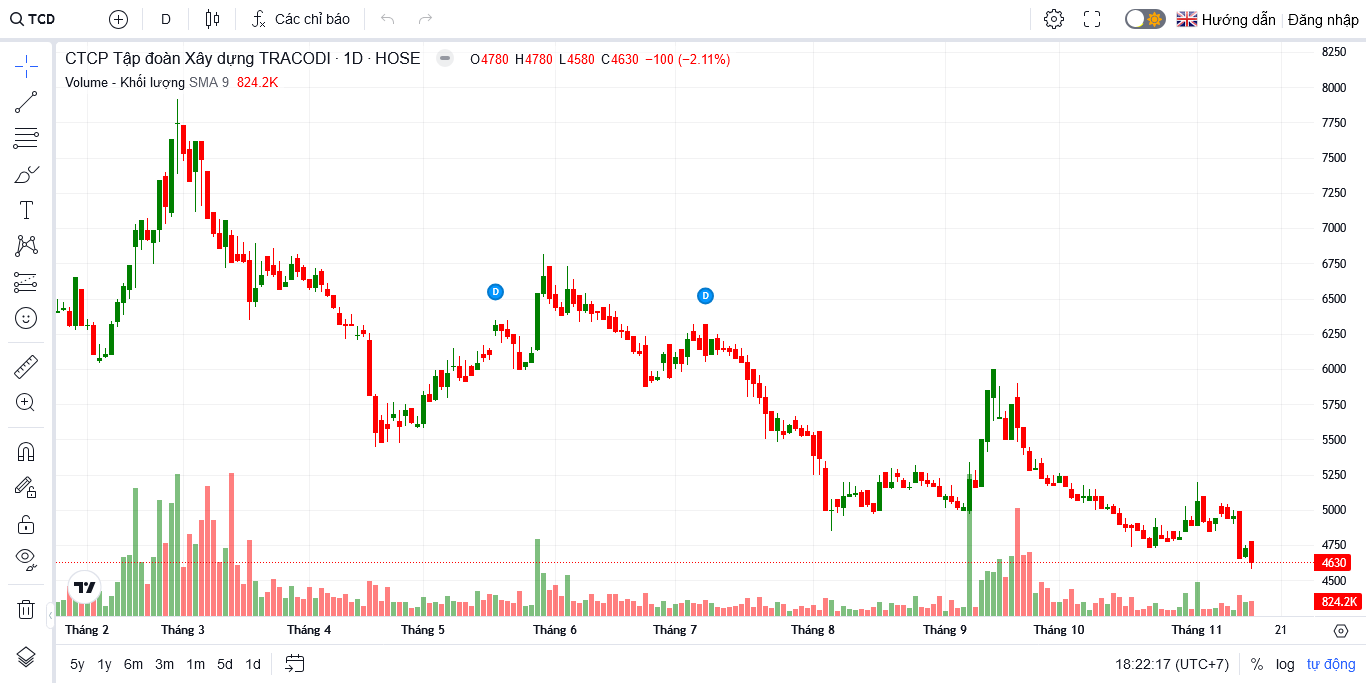 TCD D Các chỉ báo Hướng dẫn Đăng nhập
CTCP Tập đoàn Xây dựng TRACODI · 1D · HOSE O4780 H4780 L4580 C4630 −100 (−2.11%)
Volume - Khối lượng SMA 9 824.2K
8250
8000
7750
7500
7250
7000
6750
6500
6250
6000
5750
5500
5250
5000
4750
4630
4500
824.2K
D
D
Tháng 2 Tháng 3 Tháng 4 Tháng 5 Tháng 6 Tháng 7 Tháng 8 Tháng 9 Tháng 10 Tháng 11 21
5y 1y 6m 3m 1m 5d 1d 18:22:17 (UTC+7) % log tự động